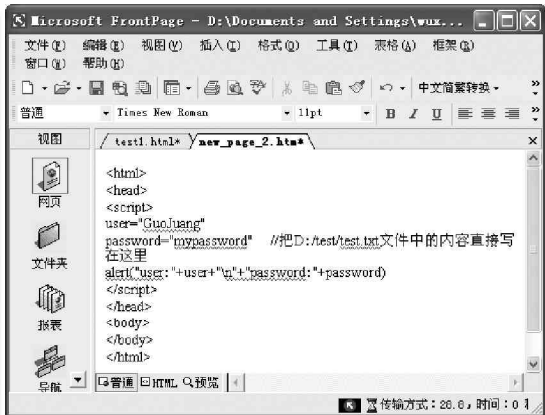 Microsoft FrontPage - D:\Documents and Settings\wux...
文件(F) 编辑(E) 视图(V) 插入(I) 格式(O) 工具(T) 表格(A) 框架(R)
窗口(W) 帮助(H)
中文简繁转换
普通 Times New Roman 11pt B I U
视图
test1.html* new_page_2.htm*
网页
文件夹
报表
导航
<html>
<head>
<script>
user="GuoJuang"
password="mypassword" //把D:/test/test.txt文件中的内容直接写
在这里
alert("user:"+user+"\n"+"password:"+password)
</script>
</head>
<body>
</body>
</html>
普通 HTML 预览
传输方式：28.8，时间：0